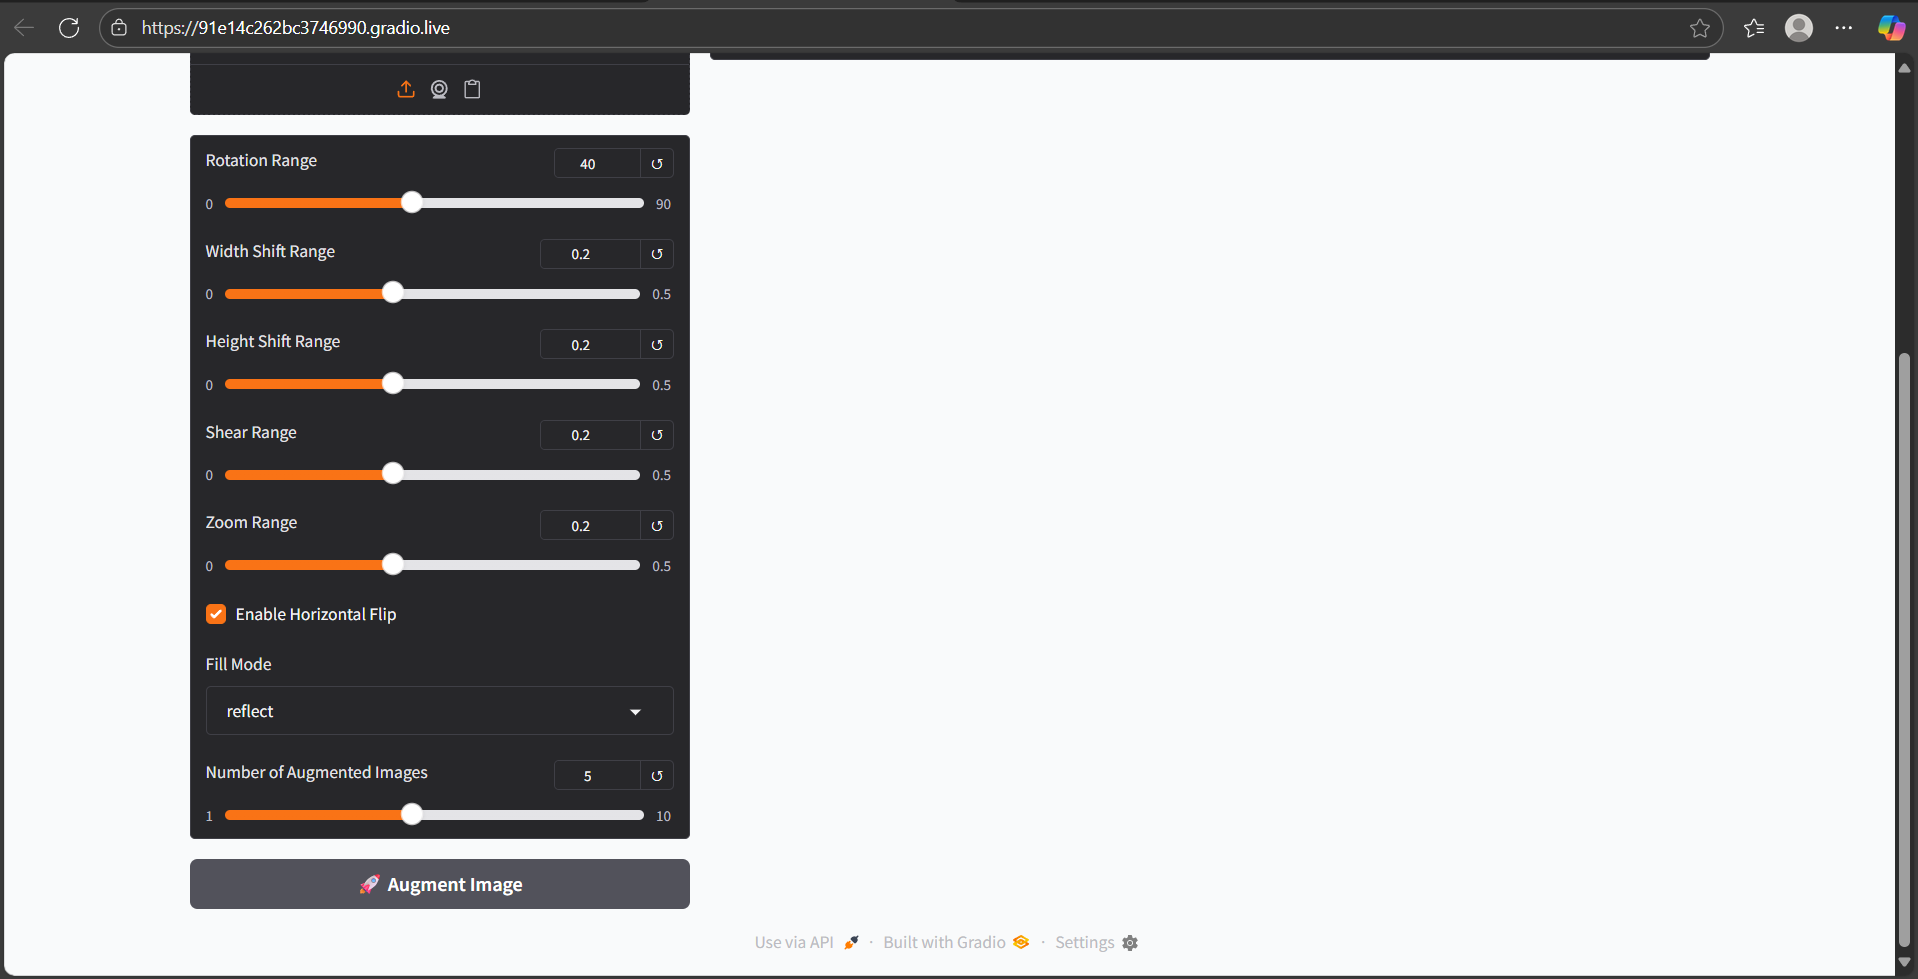 https://91e14c262bc3746990.gradio.live
Rotation Range 40
0 90
Width Shift Range 0.2
0 0.5
Height Shift Range 0.2
0 0.5
Shear Range 0.2
0 0.5
Zoom Range 0.2
0 0.5
Enable Horizontal Flip
Fill Mode
reflect
Number of Augmented Images 5
1 10
🚀 Augment Image
Use via API · Built with Gradio · Settings